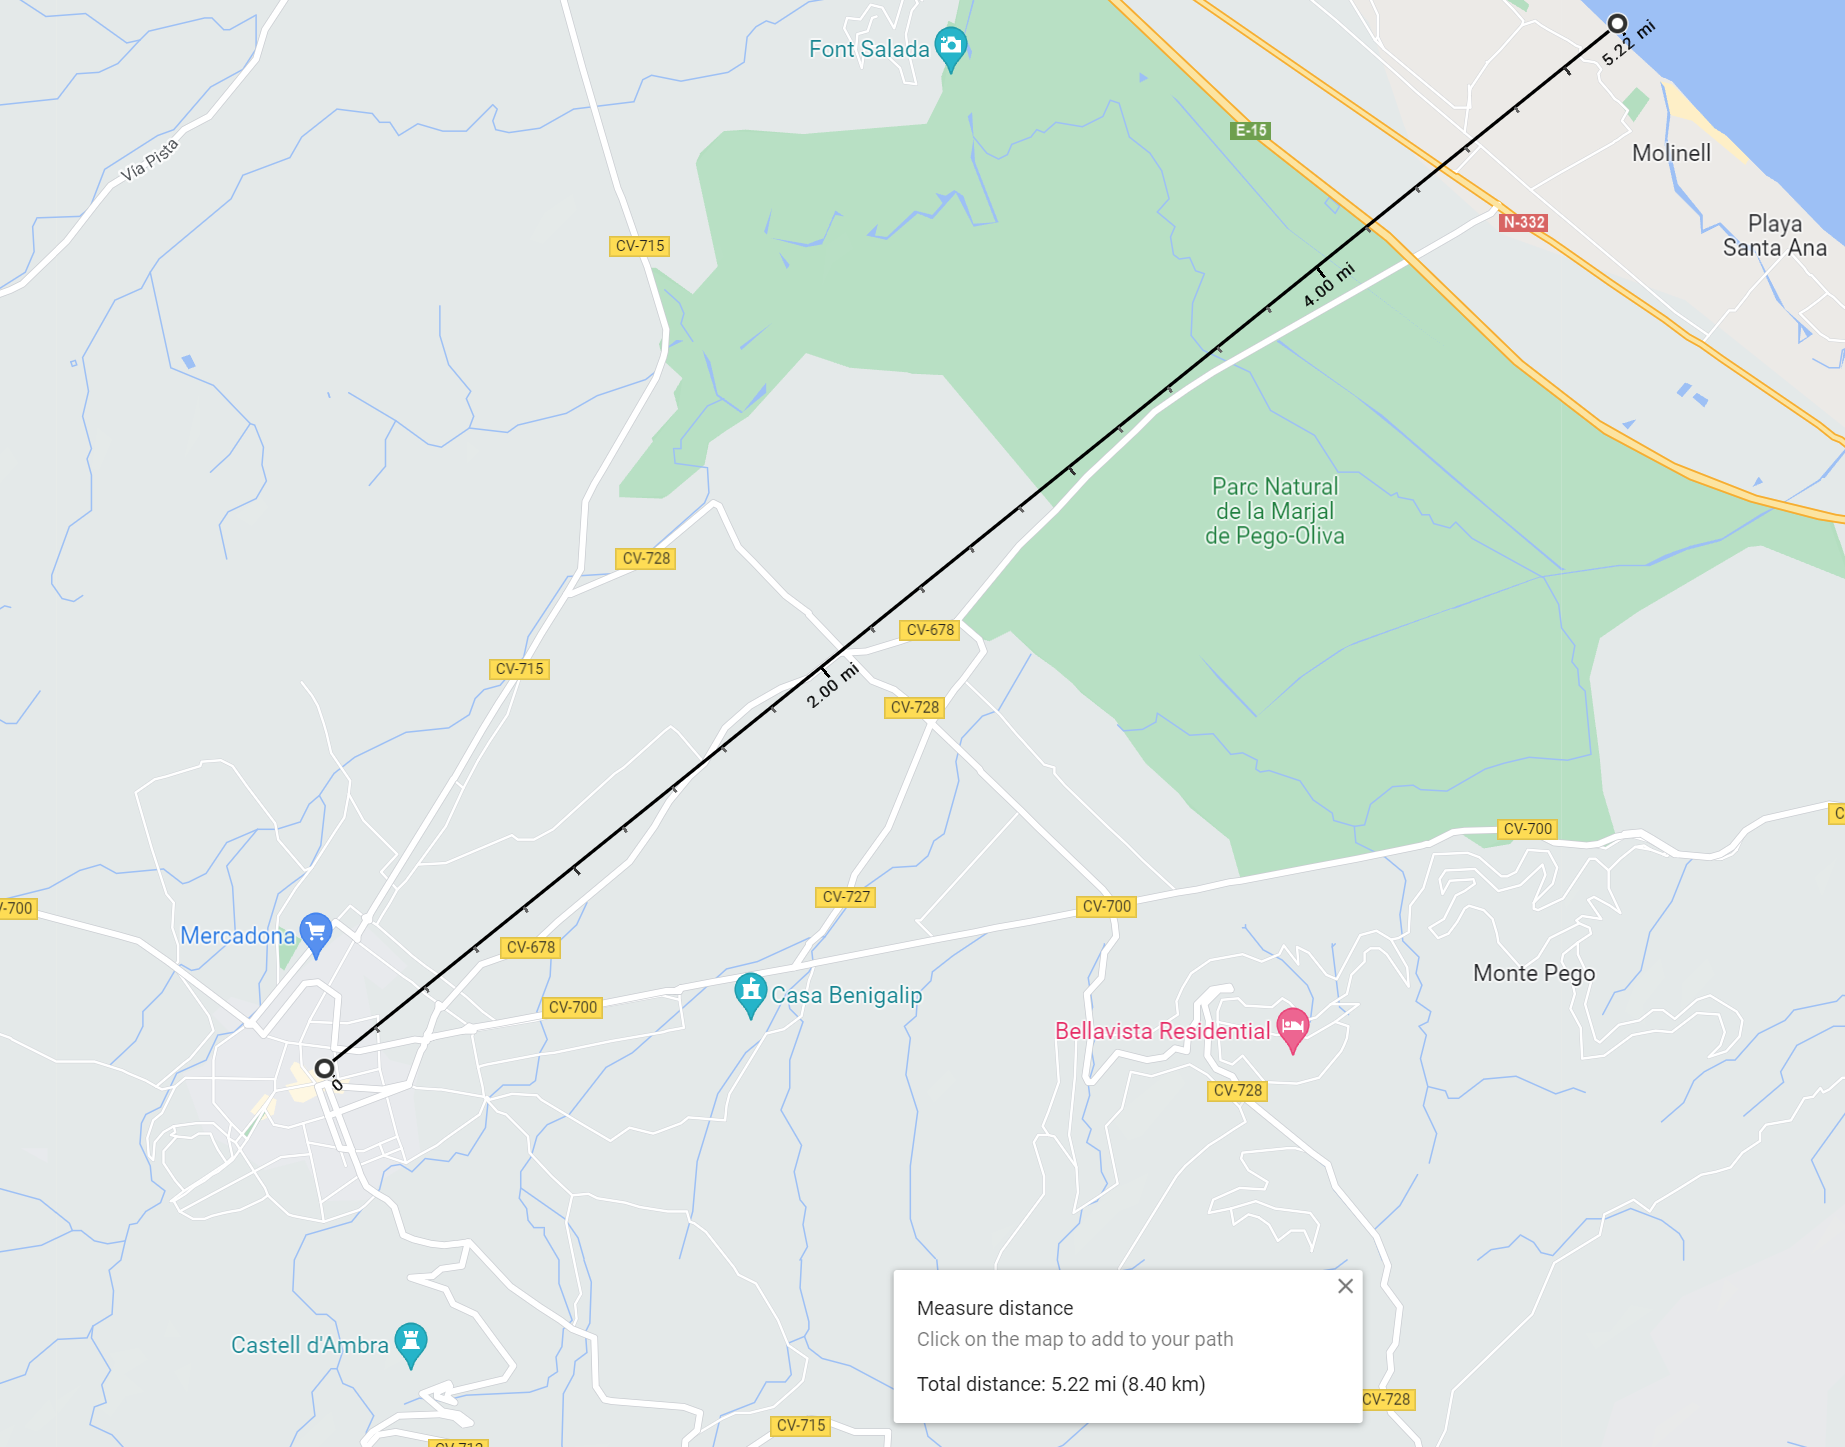 Font Salada
5.22 mi
E-15
Vía Pista
Molinell
N-332
Playa
Santa Ana
CV-715
4.00 mi
Parc Natural
de la Marjal
de Pego-Oliva
CV-728
CV-678
CV-715
2.00 mi
CV-728
CV-700
CV-727
CV-700
Mercadona
CV-678
Monte Pego
Casa Benigalip
CV-700
Bellavista Residential
0
CV-728
Measure distance
Click on the map to add to your path
Castell d'Ambra
Total distance: 5.22 mi (8.40 km)
CV-728
CV-715